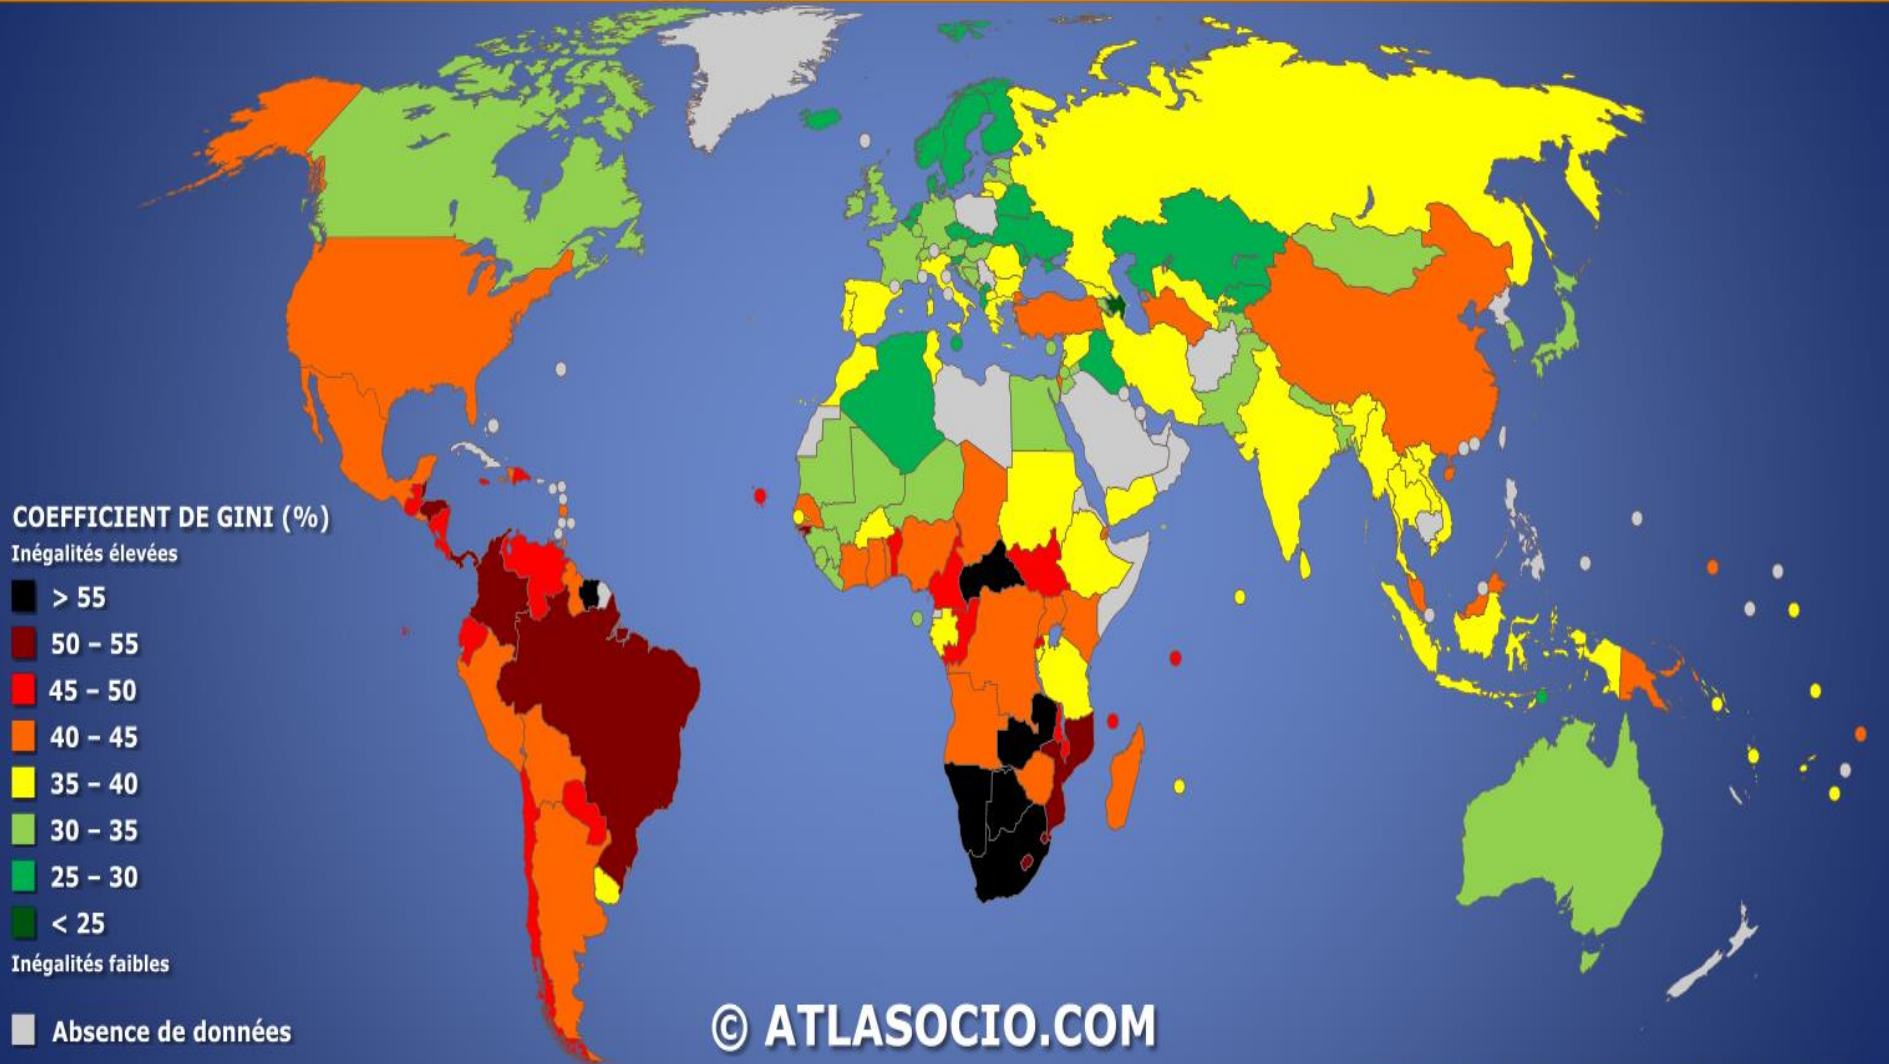 COEFFICIENT DE GINI (%)
Inégalités élevées
> 55
50 – 55
45 – 50
40 – 45
35 – 40
30 – 35
25 – 30
< 25
Inégalités faibles
Absence de données
© ATLASOCIO.COM